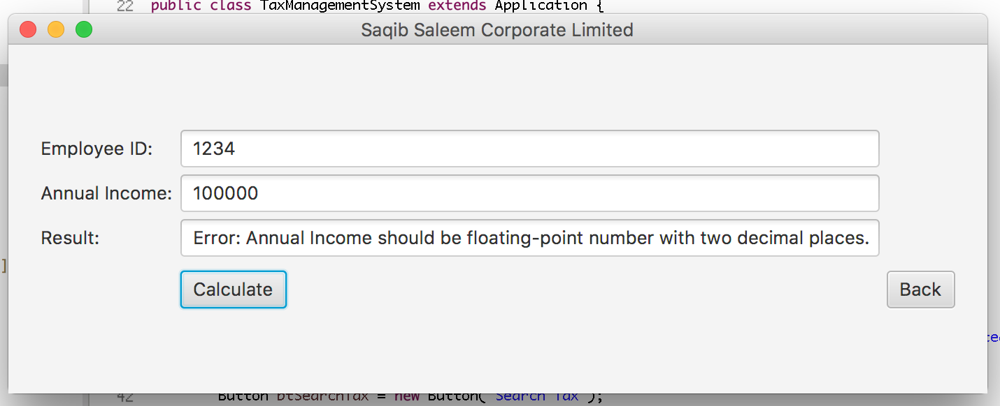 22 public class TaxManagementSystem extends Application {
Saqib Saleem Corporate Limited
Employee ID: 1234
Annual Income: 100000
Result: Error: Annual Income should be floating-point number with two decimal places.
]
Calculate Back
42 Button btSearchTax = new Button("Search Tax");